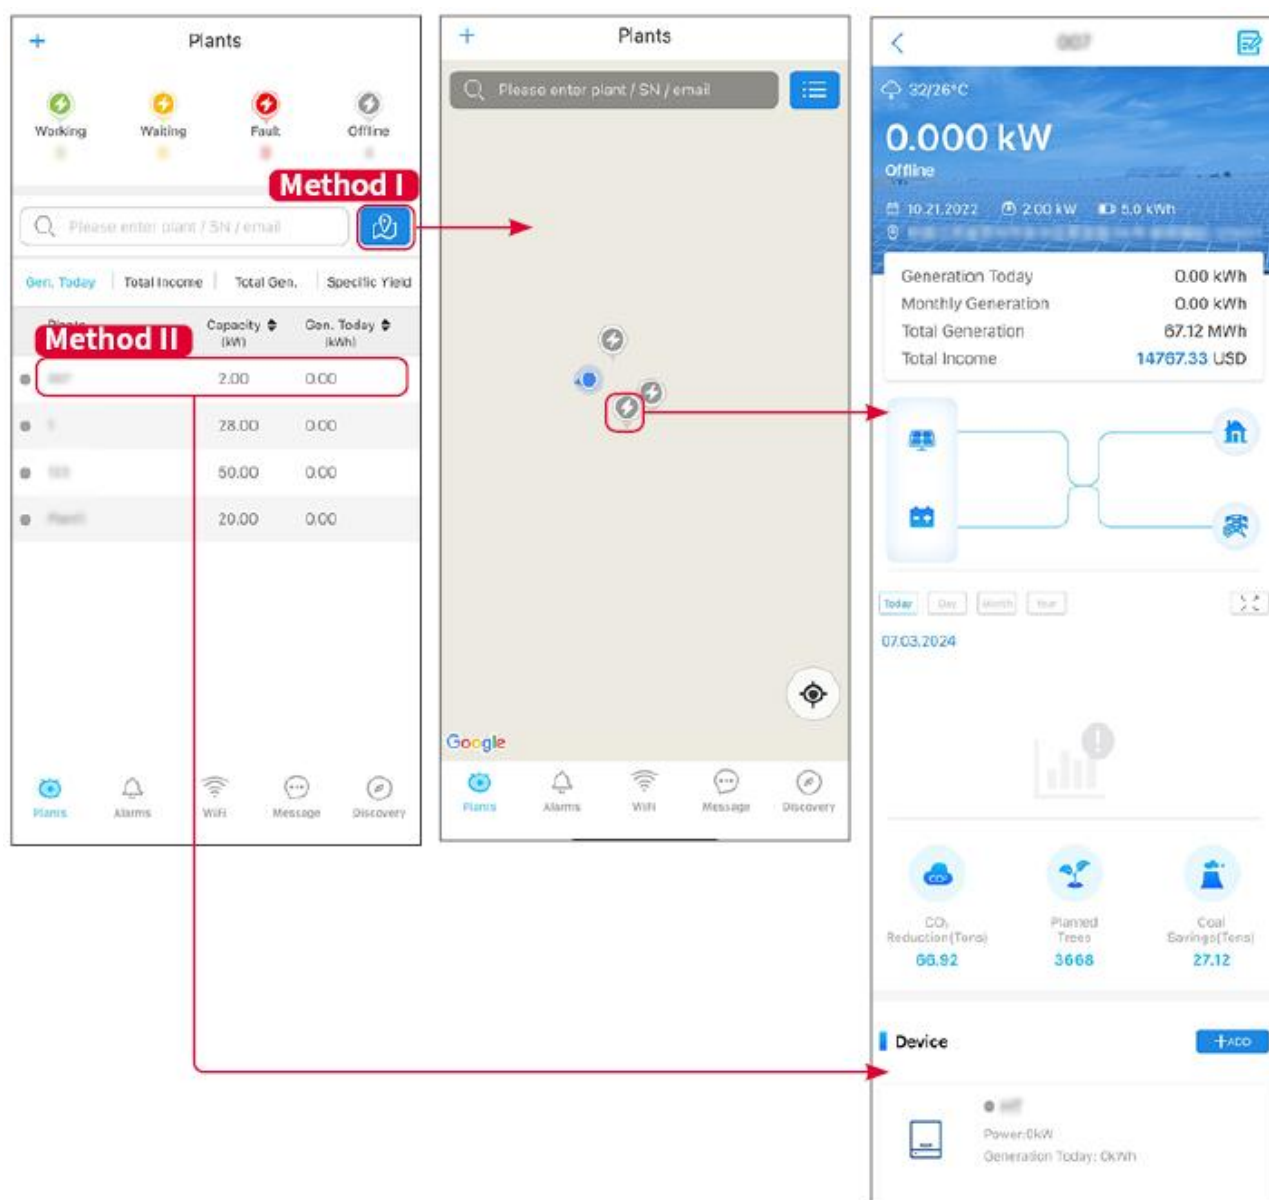 Plants
Working
Waiting
Fault
Offline
Method I
Please enter plant / SN / email
Gen. Today
Total Income
Total Gen.
Specific Yield
Method II
Capacity
(kW)
Gen. Today
(kWh)
2.00 0.00
28.00 0.00
50.00 0.00
20.00 0.00
Plants
Alarms
WiFi
Message
Discovery
Plants
Please enter plant / SN / email
Google
Plants
Alarms
WiFi
Message
Discovery
32/26°C
0.000 kW
Offline
10.21.2022 2.00 kW 5.0 kWh
Generation Today 0.00 kWh
Monthly Generation 0.00 kWh
Total Generation 67.12 MWh
Total Income 14767.33 USD
Today
Day
Month
Year
07.03.2024
CO₂
Reduction(Tons)
66.92
Planted
Trees
3668
Coal
Savings(Tons)
27.12
Device
+ADD
Power:0kW
Generation Today: 0kWh